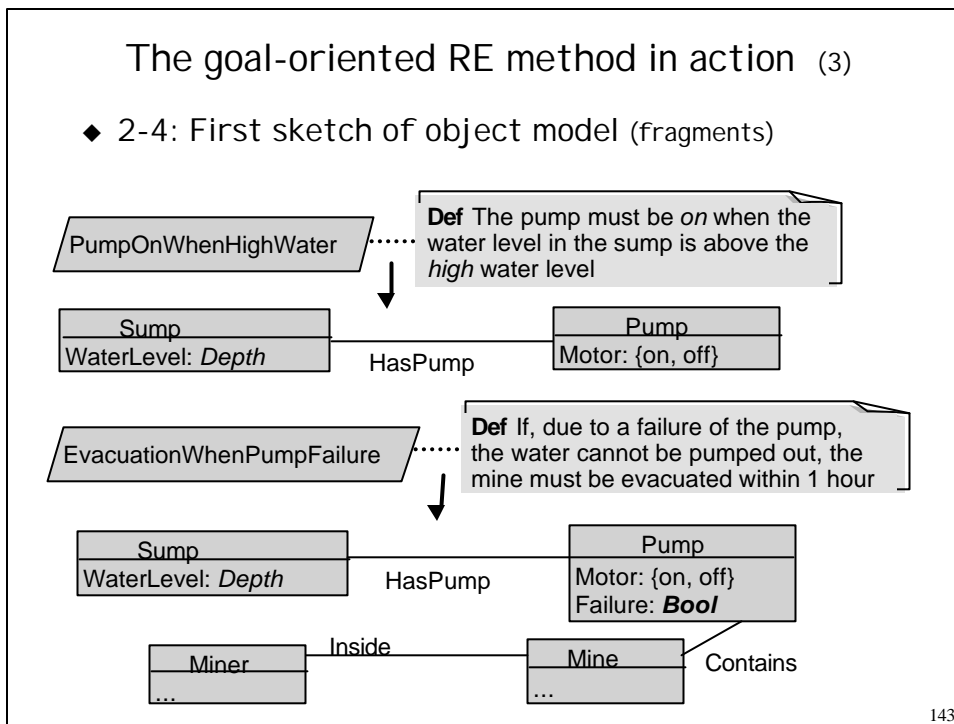 The goal-oriented RE method in action (3)
◆ 2-4: First sketch of object model (fragments)
PumpOnWhenHighWater
Def The pump must be on when the
water level in the sump is above the
high water level
Sump
WaterLevel: Depth
HasPump
Pump
Motor: {on, off}
EvacuationWhenPumpFailure
Def If, due to a failure of the pump,
the water cannot be pumped out, the
mine must be evacuated within 1 hour
Sump
WaterLevel: Depth
HasPump
Pump
Motor: {on, off}
Failure: Bool
Miner
...
Inside
Mine
...
Contains
143